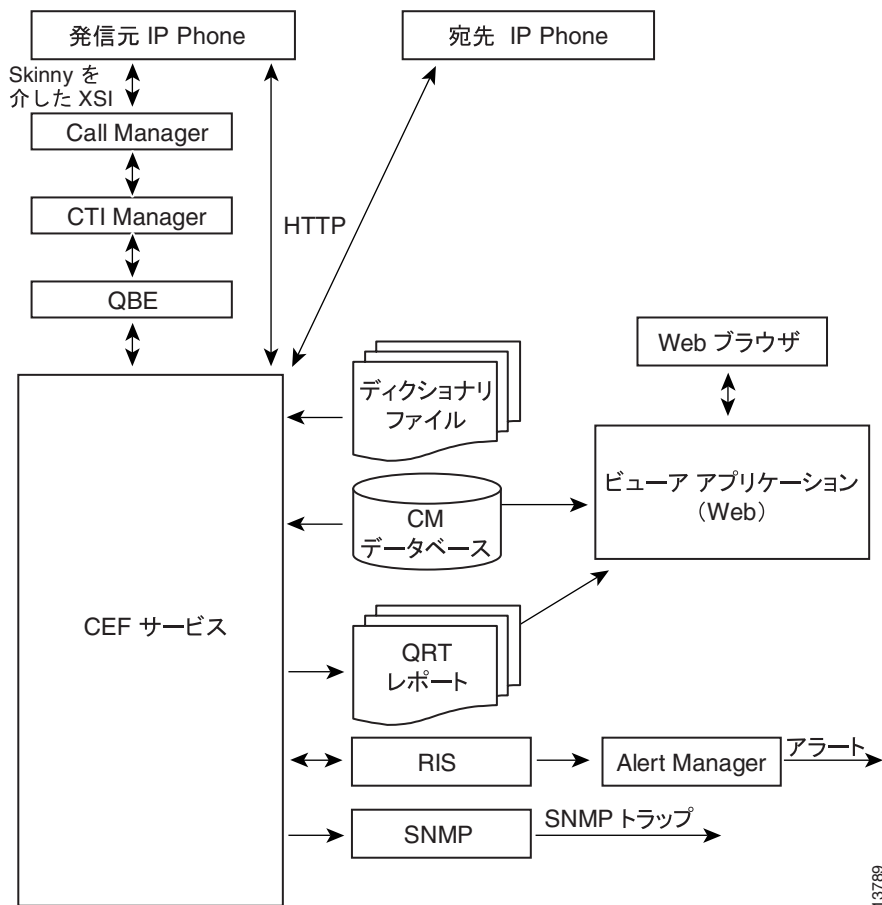 発信元 IP Phone
宛先 IP Phone
Skinny を
介した XSI
Call Manager
CTI Manager
HTTP
QBE
Web ブラウザ
ディクショナリ
ファイル
ビューア アプリケーション
（Web）
CM
データベース
CEF サービス
QRT
レポート
RIS
Alert Manager
アラート
SNMP
SNMP トラップ
13789